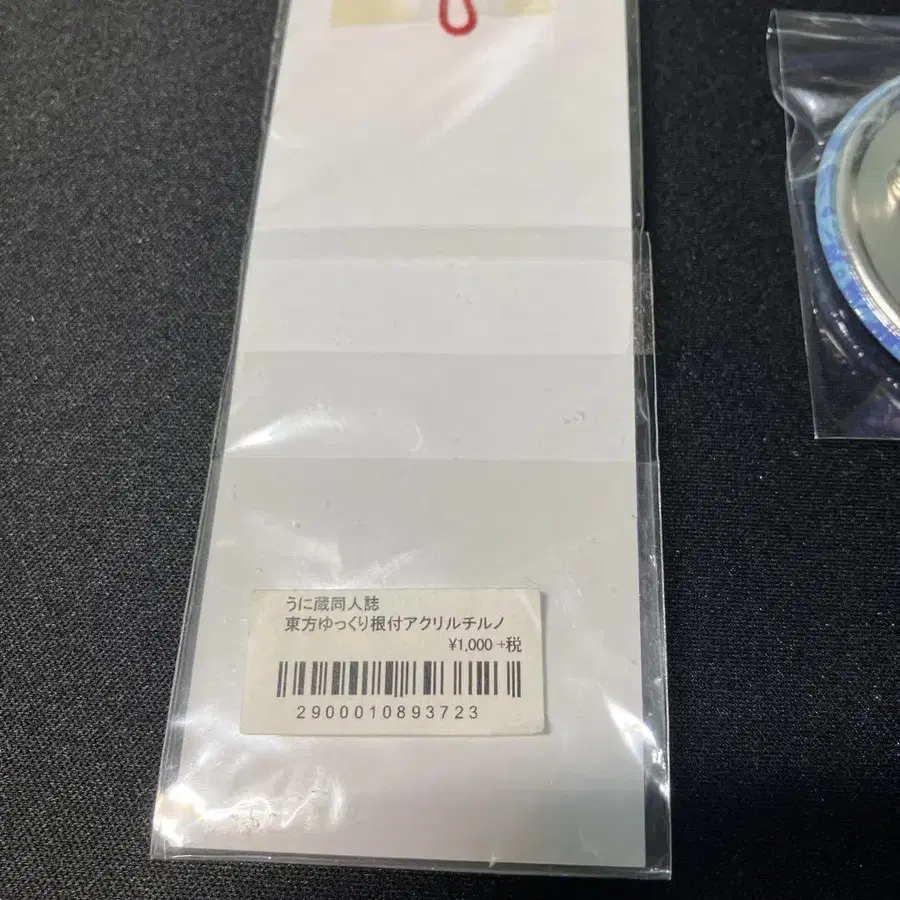 うに蔵同人誌
東方ゆっくり根付アクリルチルノ
¥1,000 +税
2900010893723